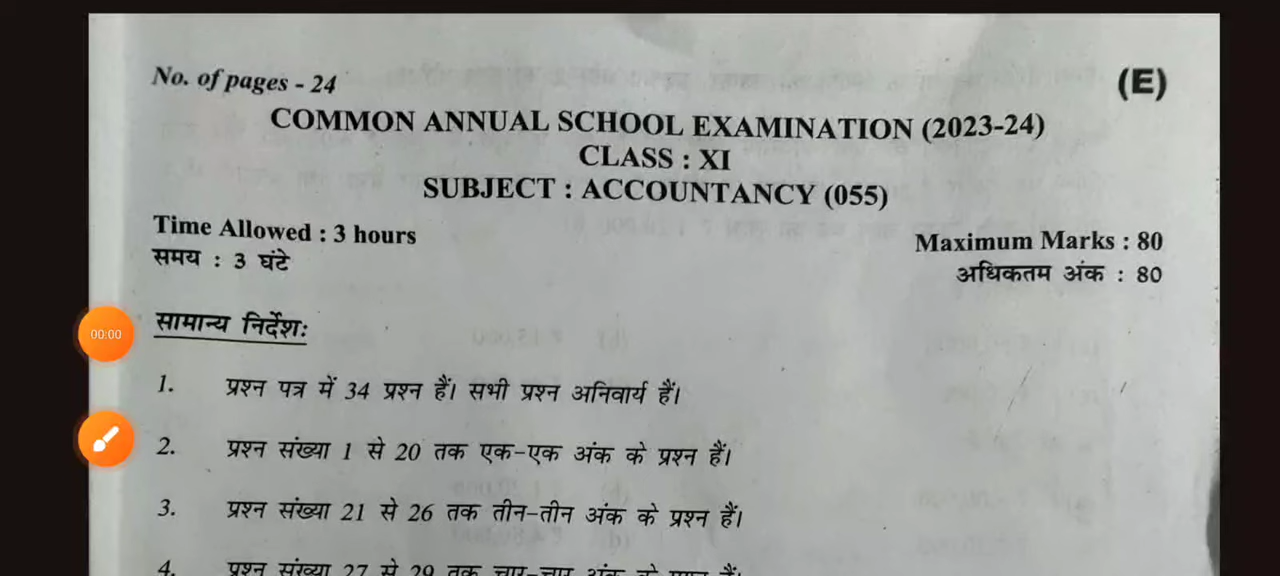 No. of pages - 24
(E)
COMMON ANNUAL SCHOOL EXAMINATION (2023-24)
CLASS : XI
SUBJECT : ACCOUNTANCY (055)
Time Allowed : 3 hours
Maximum Marks : 80
समय : 3 घंटे
अधिकतम अंक : 80
सामान्य निर्देशः
00:00
1. प्रश्न पत्र में 34 प्रश्न हैं। सभी प्रश्न अनिवार्य हैं।
2. प्रश्न संख्या 1 से 20 तक एक-एक अंक के प्रश्न हैं।
3. प्रश्न संख्या 21 से 26 तक तीन-तीन अंक के प्रश्न हैं।
4. प्रश्न संख्या 27 से 29 तक चार-चार अंक के प्रश्न हैं।